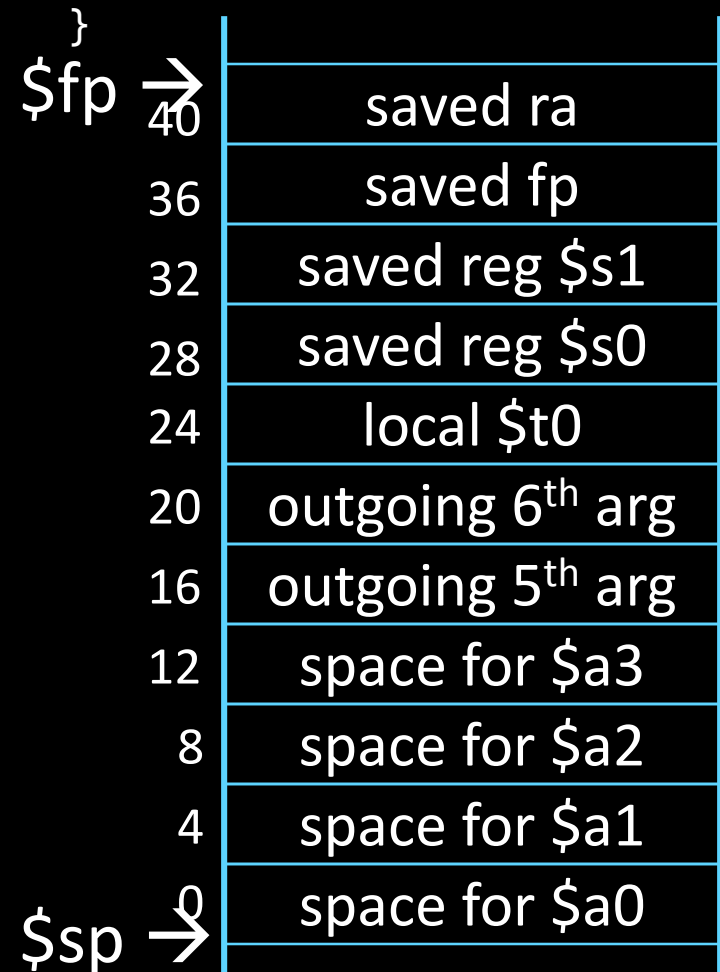 }
$fp →
40 saved ra
36 saved fp
32 saved reg $s1
28 saved reg $s0
24 local $t0
20 outgoing 6th arg
16 outgoing 5th arg
12 space for $a3
8 space for $a2
4 space for $a1
0 space for $a0
$sp →